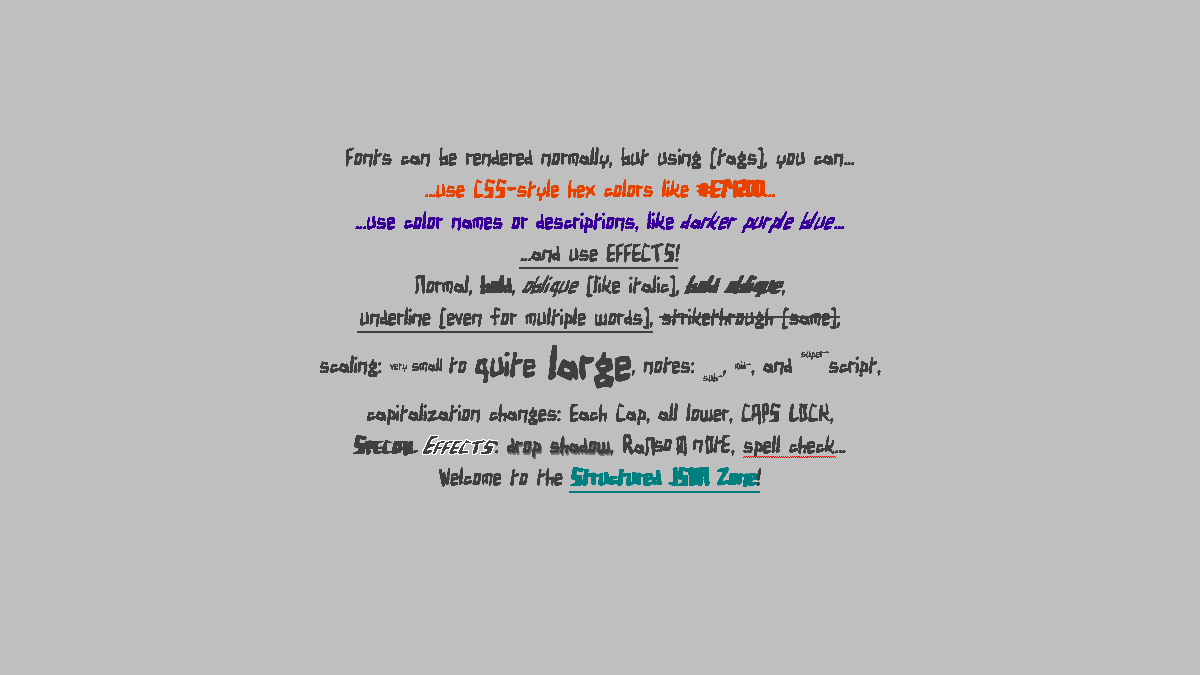 Fonts can be rendered normally, but using [tags], you can...
...use CSS-style hex colors like #E74200...
...use color names or descriptions, like darker purple blue...
...and use EFFECTS!
Normal, bold, oblique [like italic], bold oblique,
underline [even for multiple words], strikethrough [same],
scaling: very small to quite large, notes: sub-, mid-, and super-script,
capitalization changes: Each Cap, all lower, CAPS LOCK,
Special EFFECTS: drop shadow, RaNsoM nOtE, spell check...
Welcome to the Structured JSON Zone!